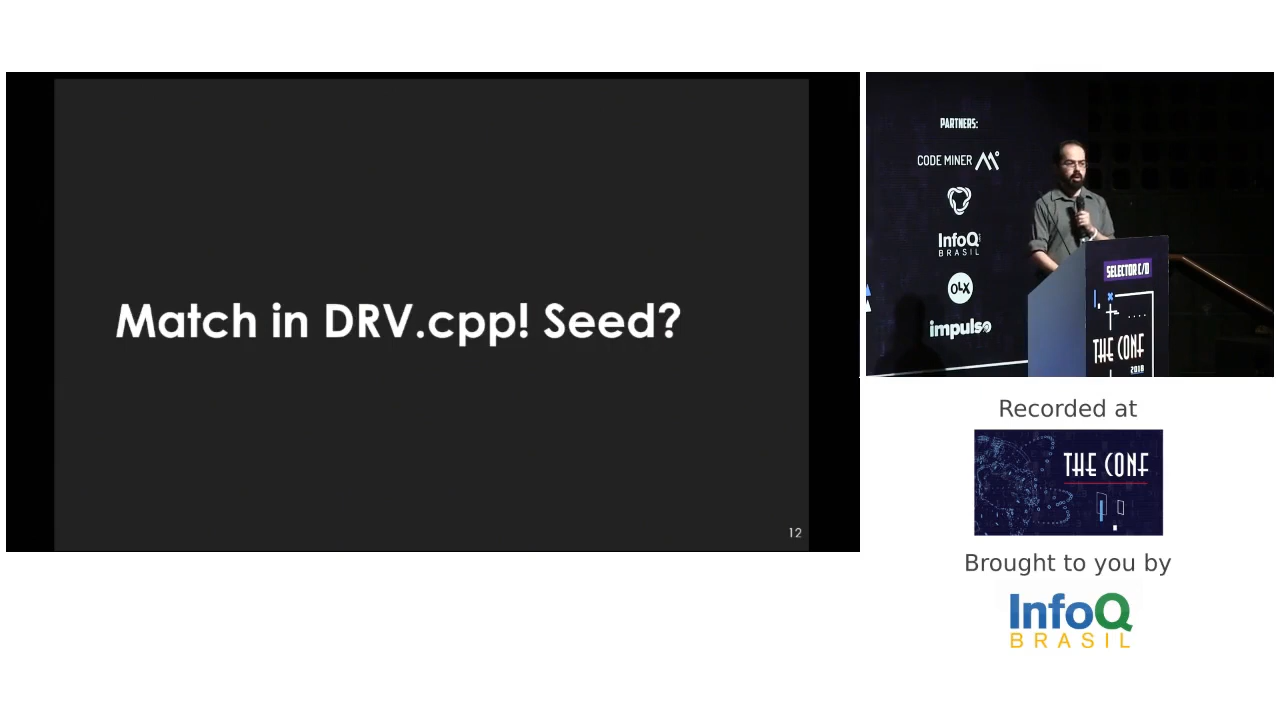 Match in DRV.cpp! Seed?
12
PARTNERS:
CODE MINER
InfoQ
BRASIL
OLX
impulso
SELECTOR C/D
THE CONF
2018
Recorded at
THE CONF
Brought to you by
InfoQ
BRASIL